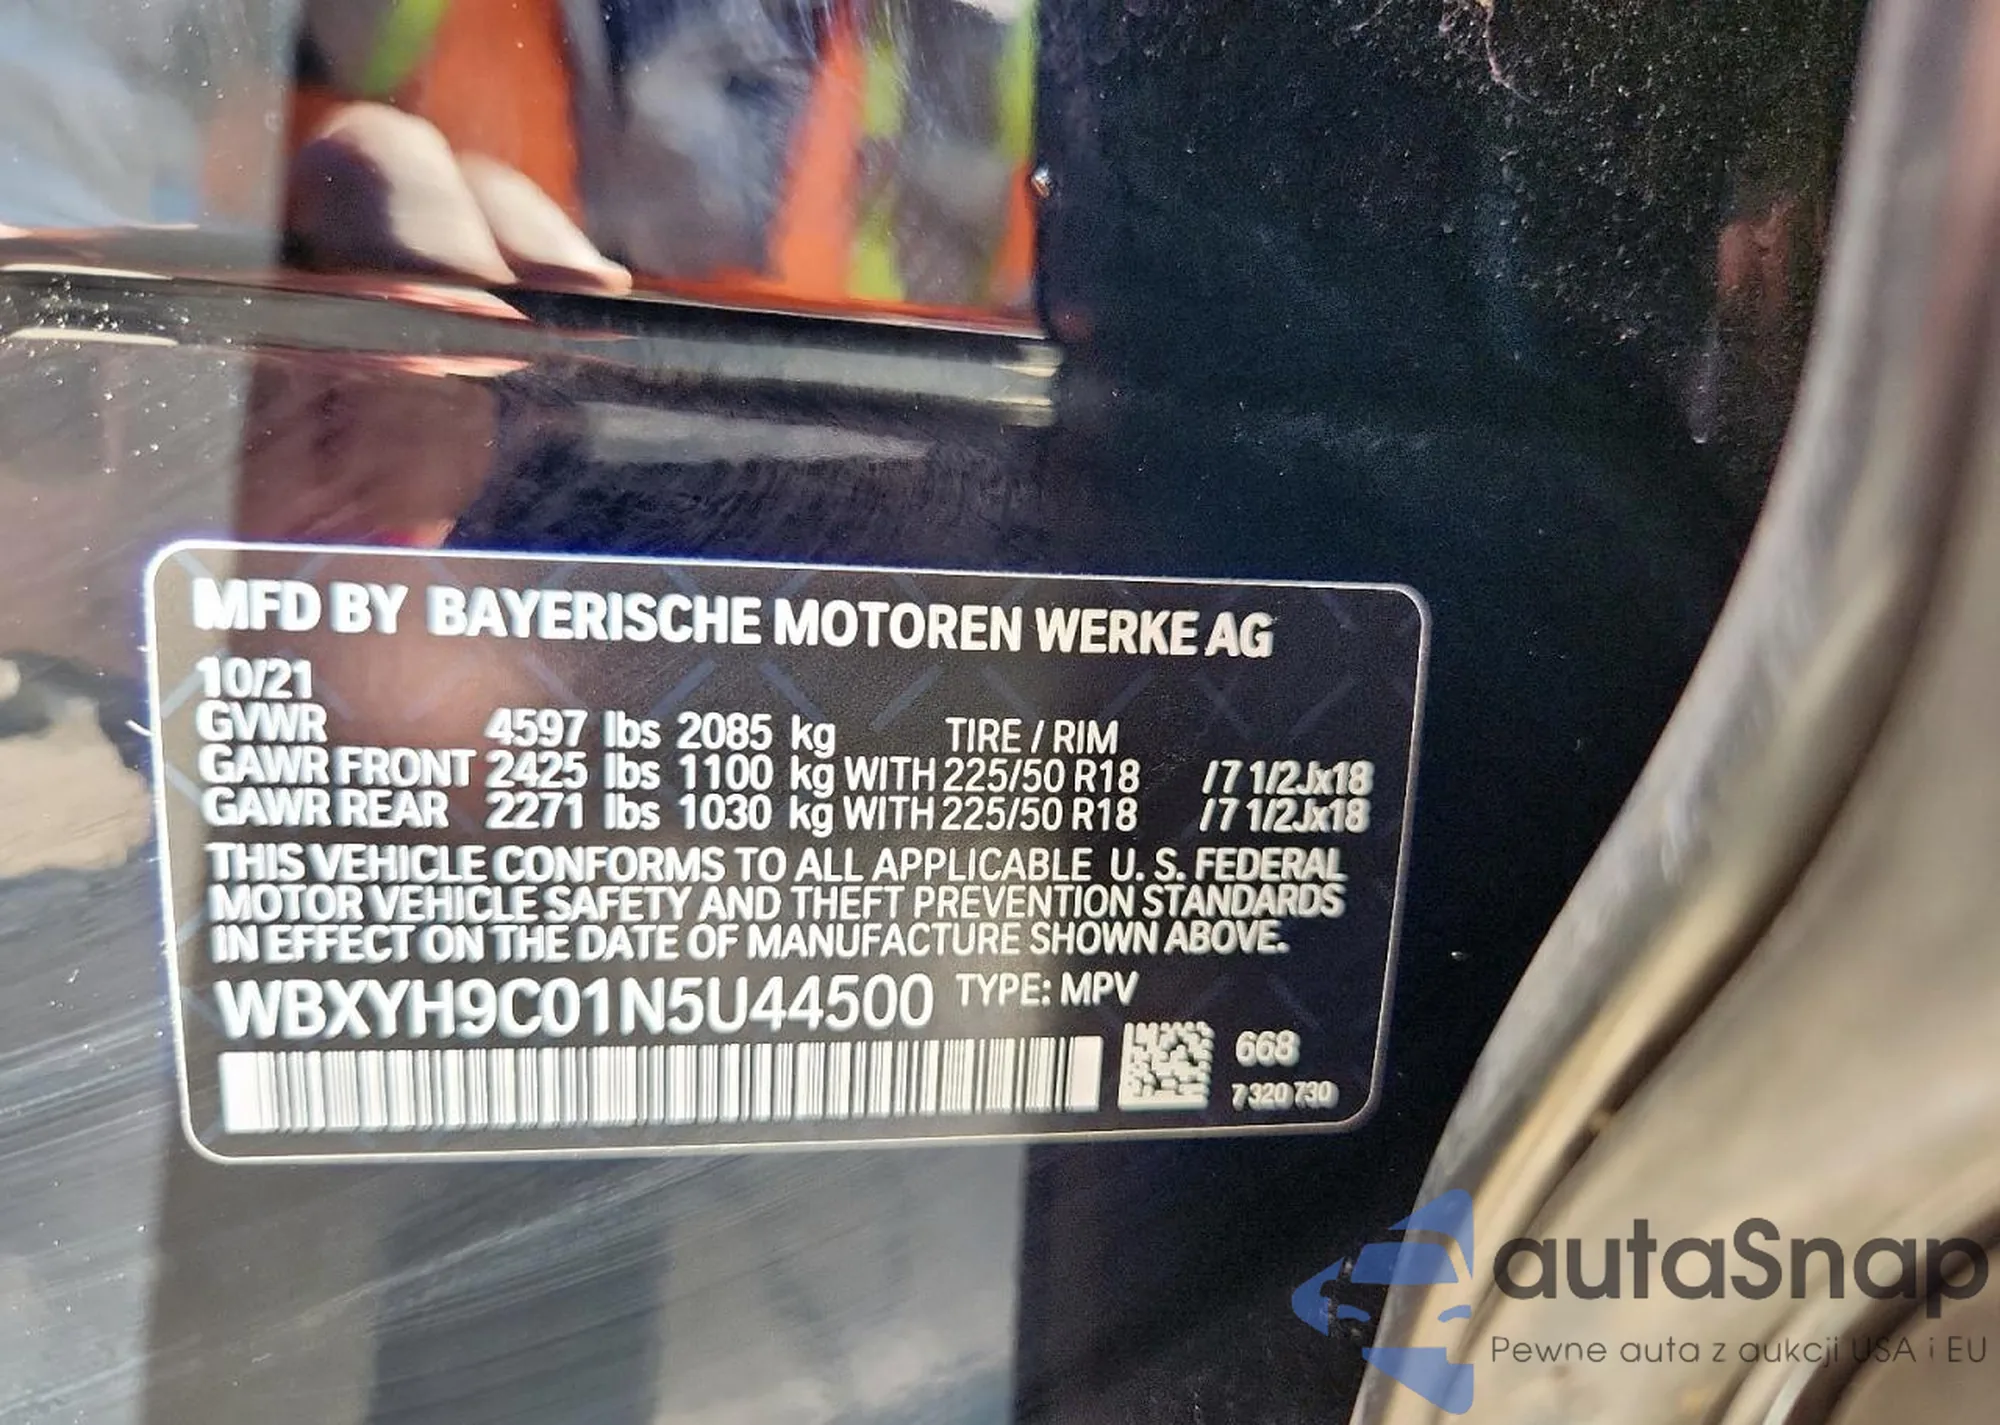 MFD BY BAYERISCHE MOTOREN WERKE AG
10/21
GVWR 4597 lbs 2085 kg TIRE / RIM
GAWR FRONT 2425 lbs 1100 kg WITH 225/50 R18 /7 1/2Jx18
GAWR REAR 2271 lbs 1030 kg WITH 225/50 R18 /7 1/2Jx18
THIS VEHICLE CONFORMS TO ALL APPLICABLE U. S. FEDERAL
MOTOR VEHICLE SAFETY AND THEFT PREVENTION STANDARDS
IN EFFECT ON THE DATE OF MANUFACTURE SHOWN ABOVE.
WBXYH9C01N5U44500 TYPE: MPV
668
7 320 730
autaSnap
Pewne auta z aukcji USA i EU